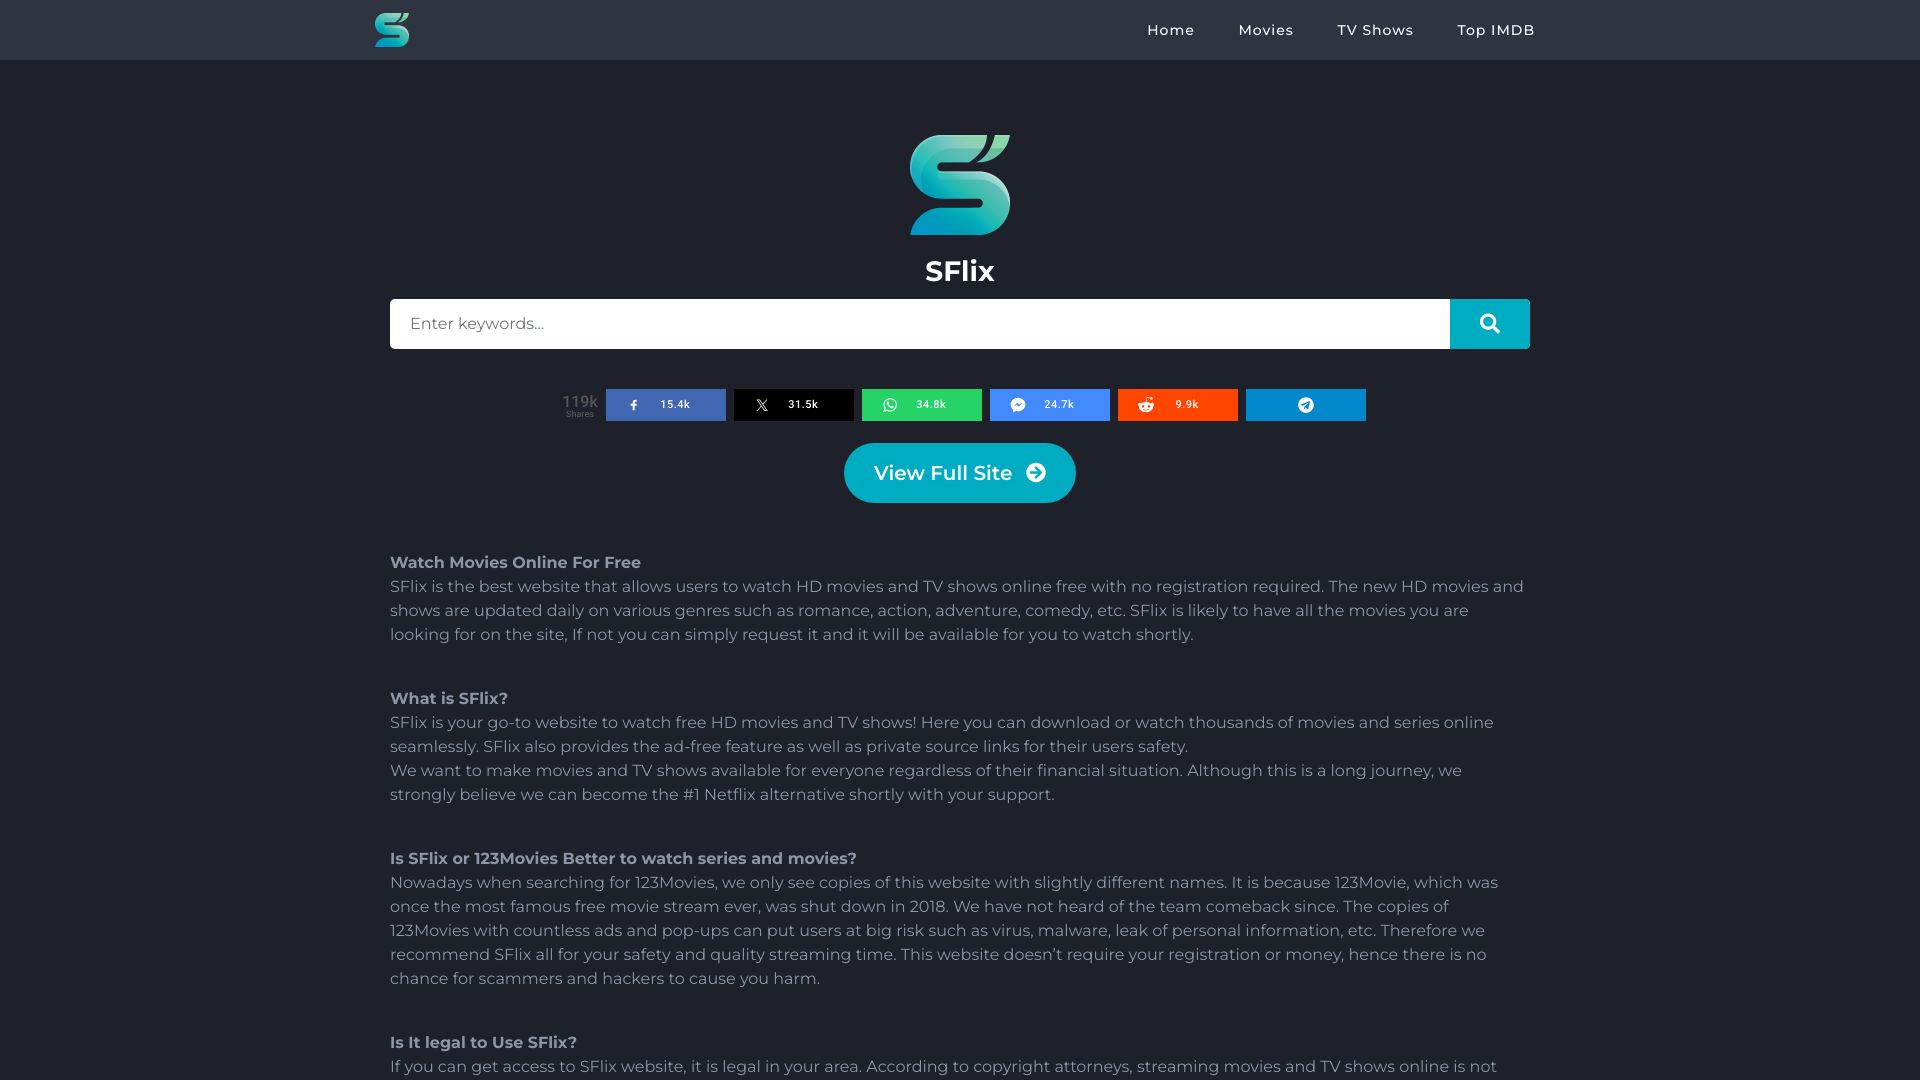 Home Movies TV Shows Top IMDB
SFlix
Enter keywords...
119k
Shares
15.4k 31.5k 34.8k 24.7k 9.9k
View Full Site
Watch Movies Online For Free
SFlix is the best website that allows users to watch HD movies and TV shows online free with no registration required. The new HD movies and
shows are updated daily on various genres such as romance, action, adventure, comedy, etc. SFlix is likely to have all the movies you are
looking for on the site, If not you can simply request it and it will be available for you to watch shortly.
What is SFlix?
SFlix is your go-to website to watch free HD movies and TV shows! Here you can download or watch thousands of movies and series online
seamlessly. SFlix also provides the ad-free feature as well as private source links for their users safety.
We want to make movies and TV shows available for everyone regardless of their financial situation. Although this is a long journey, we
strongly believe we can become the #1 Netflix alternative shortly with your support.
Is SFlix or 123Movies Better to watch series and movies?
Nowadays when searching for 123Movies, we only see copies of this website with slightly different names. It is because 123Movie, which was
once the most famous free movie stream ever, was shut down in 2018. We have not heard of the team comeback since. The copies of
123Movies with countless ads and pop-ups can put users at big risk such as virus, malware, leak of personal information, etc. Therefore we
recommend SFlix all for your safety and quality streaming time. This website doesn’t require your registration or money, hence there is no
chance for scammers and hackers to cause you harm.
Is It legal to Use SFlix?
If you can get access to SFlix website, it is legal in your area. According to copyright attorneys, streaming movies and TV shows online is not